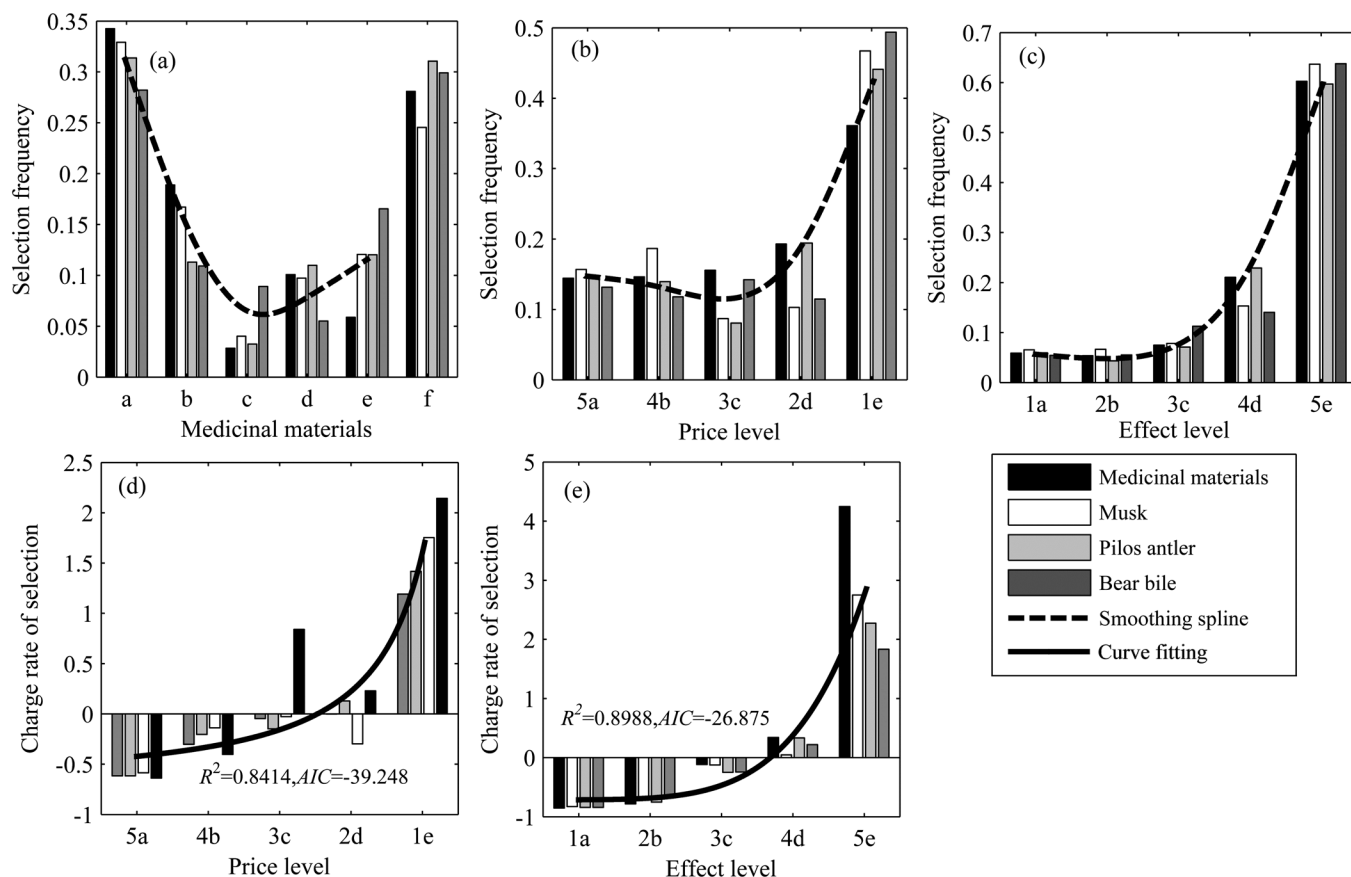 0.35
0.3
0.25
0.2
0.15
0.1
0.05
0
Selection frequency
(a)
a b c d e f
Medicinal materials
0.5
0.4
0.3
0.2
0.1
0
Selection frequency
(b)
5a 4b 3c 2d 1e
Price level
0.7
0.6
0.5
0.4
0.3
0.2
0.1
0
Selection frequency
(c)
1a 2b 3c 4d 5e
Effect level
2.5
2
1.5
1
0.5
0
-0.5
-1
Charge rate of selection
(d)
R²=0.8414,AIC=-39.248
5a 4b 3c 2d 1e
Price level
5
4
3
2
1
0
-1
Charge rate of selection
(e)
R²=0.8988,AIC=-26.875
1a 2b 3c 4d 5e
Effect level
Medicinal materials
Musk
Pilos antler
Bear bile
Smoothing spline
Curve fitting